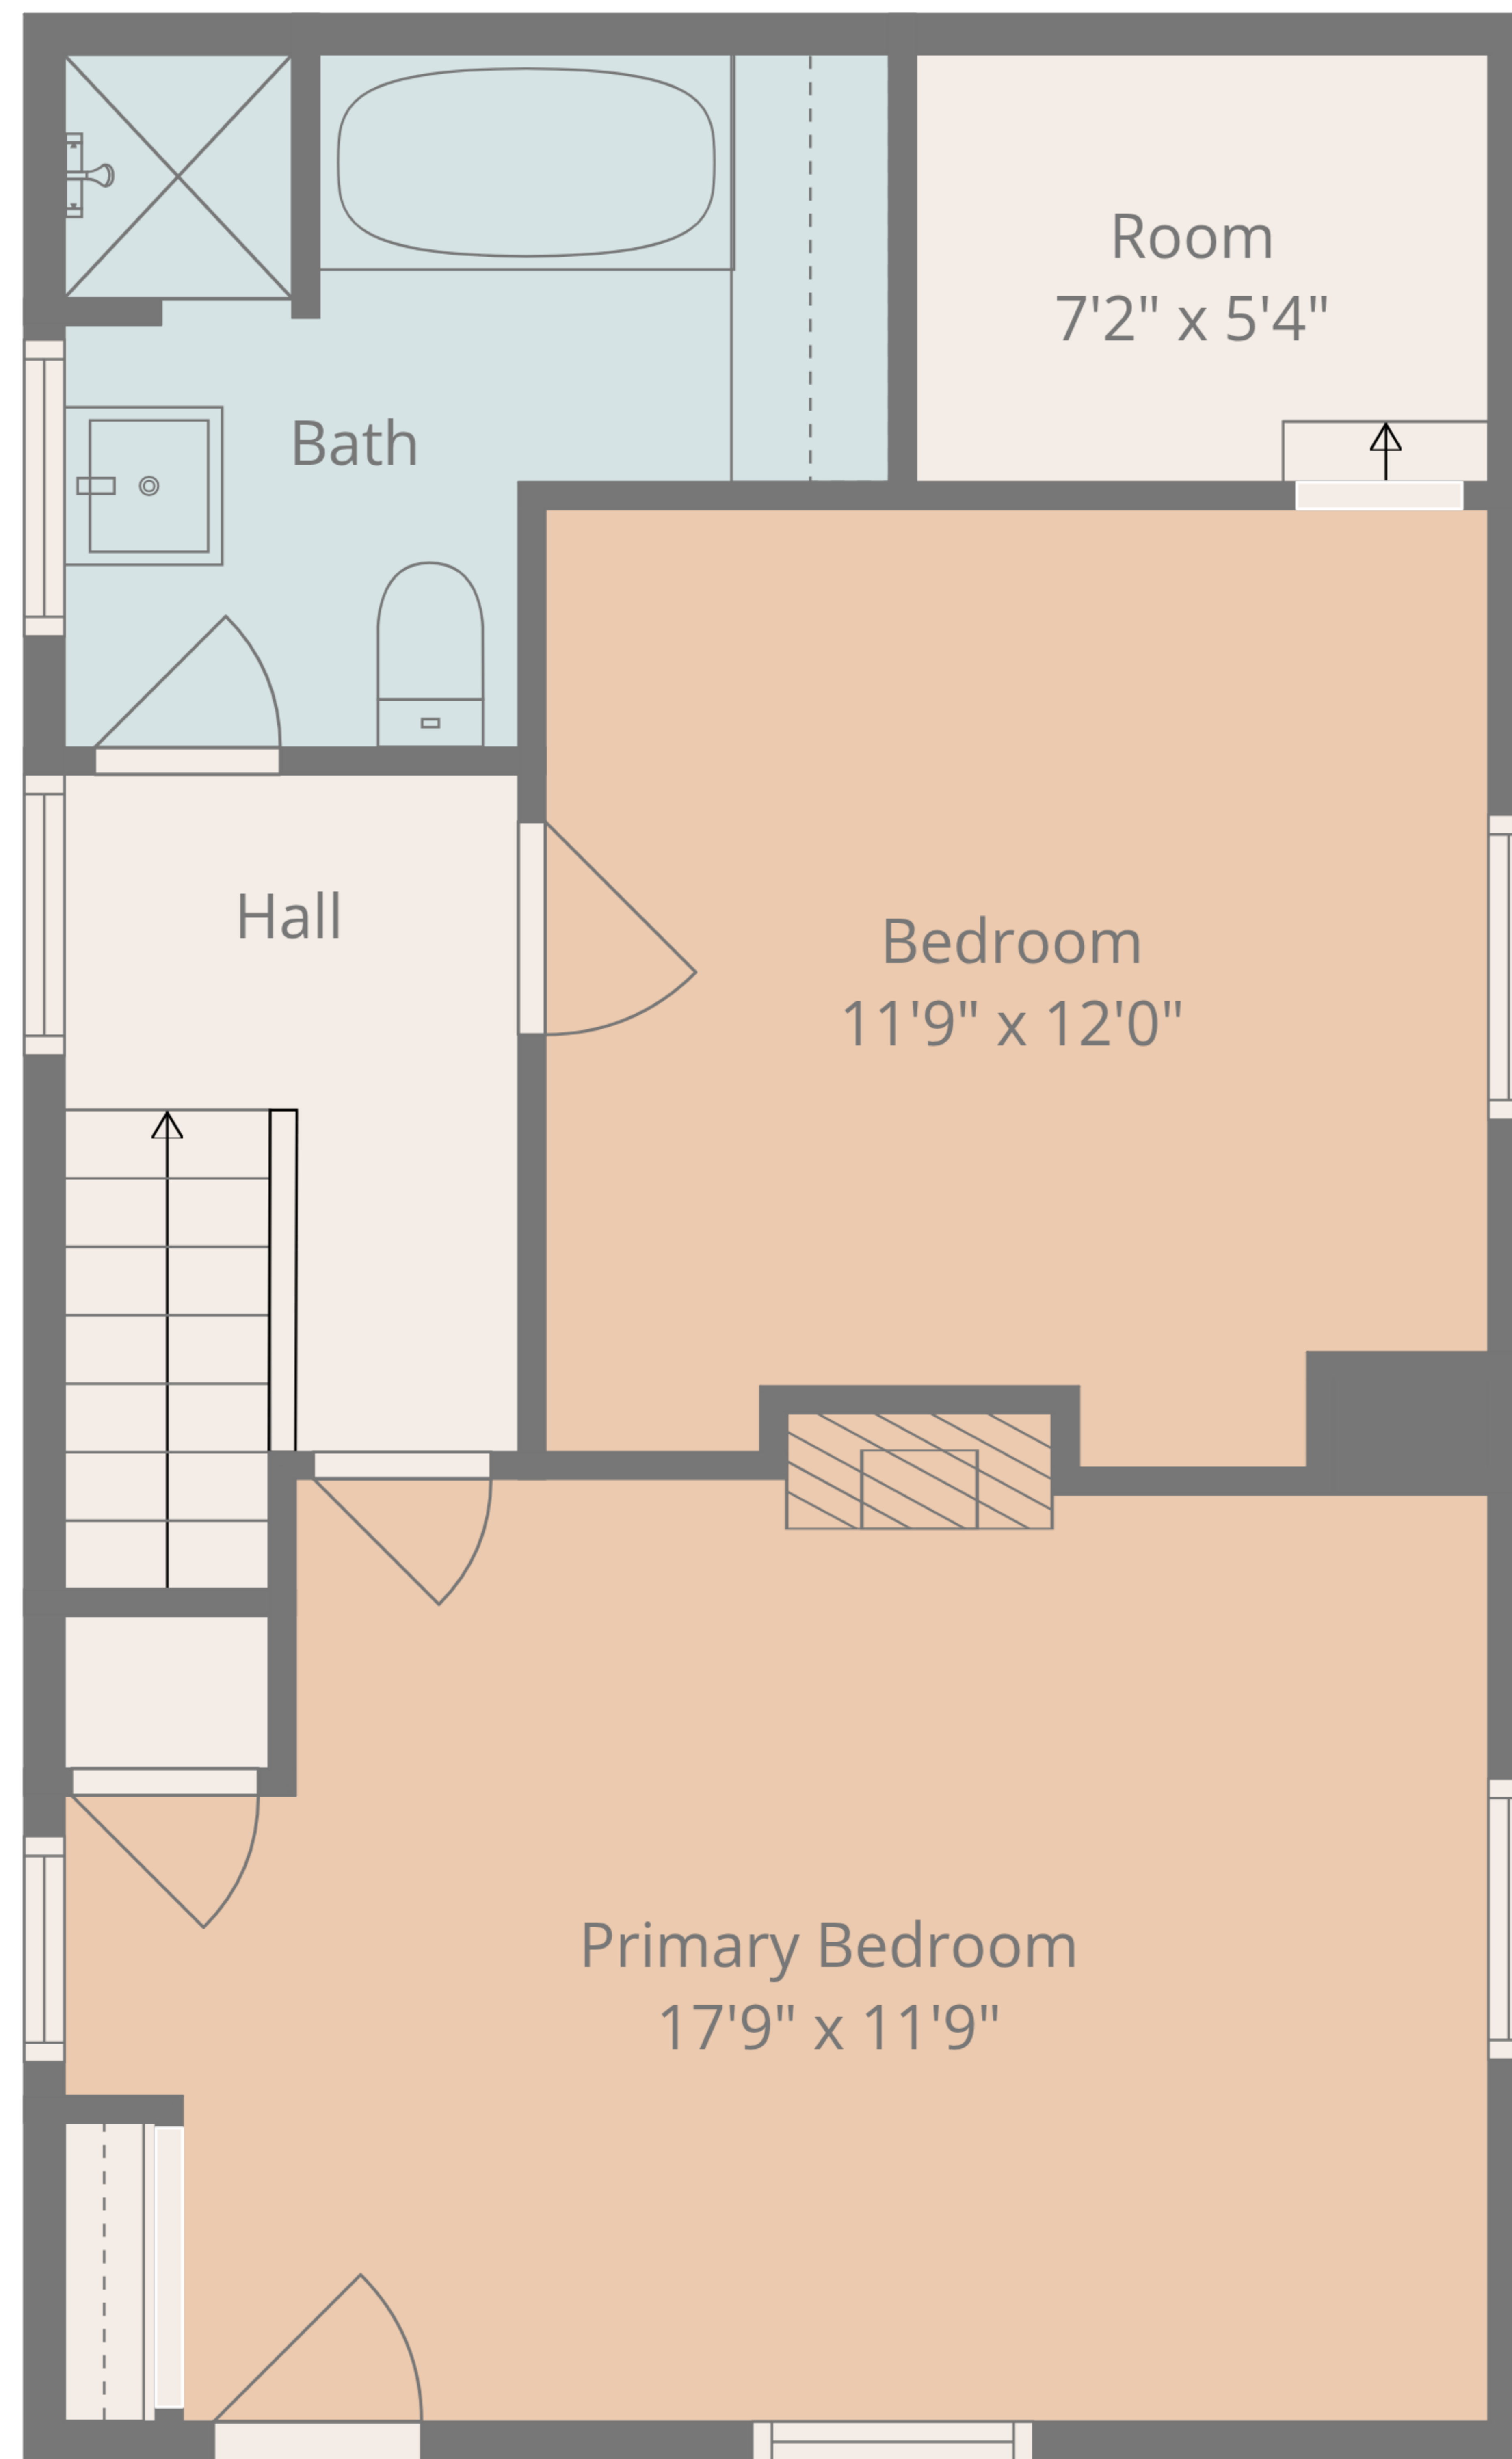 Room
7'2" x 5'4"
Bath
Hall
Bedroom
11'9" x 12'0"
Primary Bedroom
17'9" x 11'9"